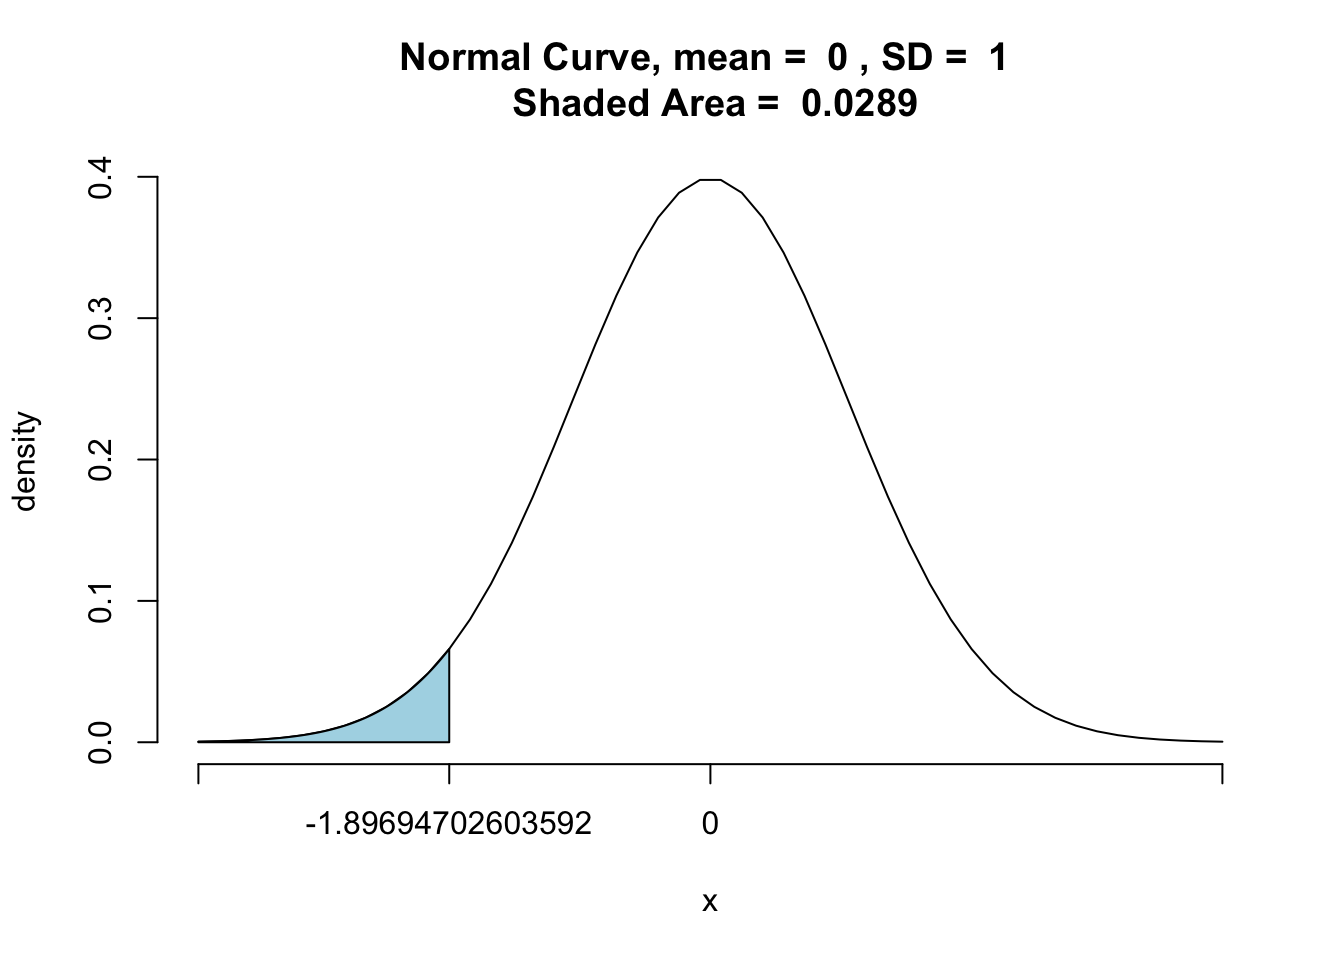 Normal Curve, mean =  0 , SD =  1
Shaded Area =  0.0289
0.4
0.3
0.2
0.1
0.0
density
-1.89694702603592
0
x